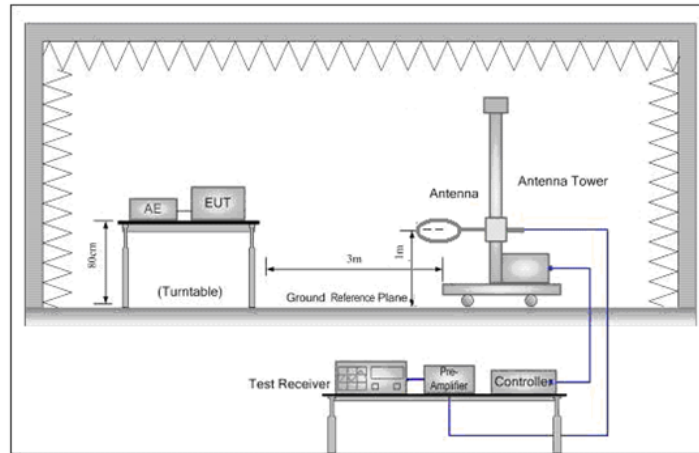 Antenna
Antenna Tower
AE
EUT
80cm
3m
1m
(Turntable)
Ground Reference Plane
Test Receiver
Pre-
Amplifier
Controller